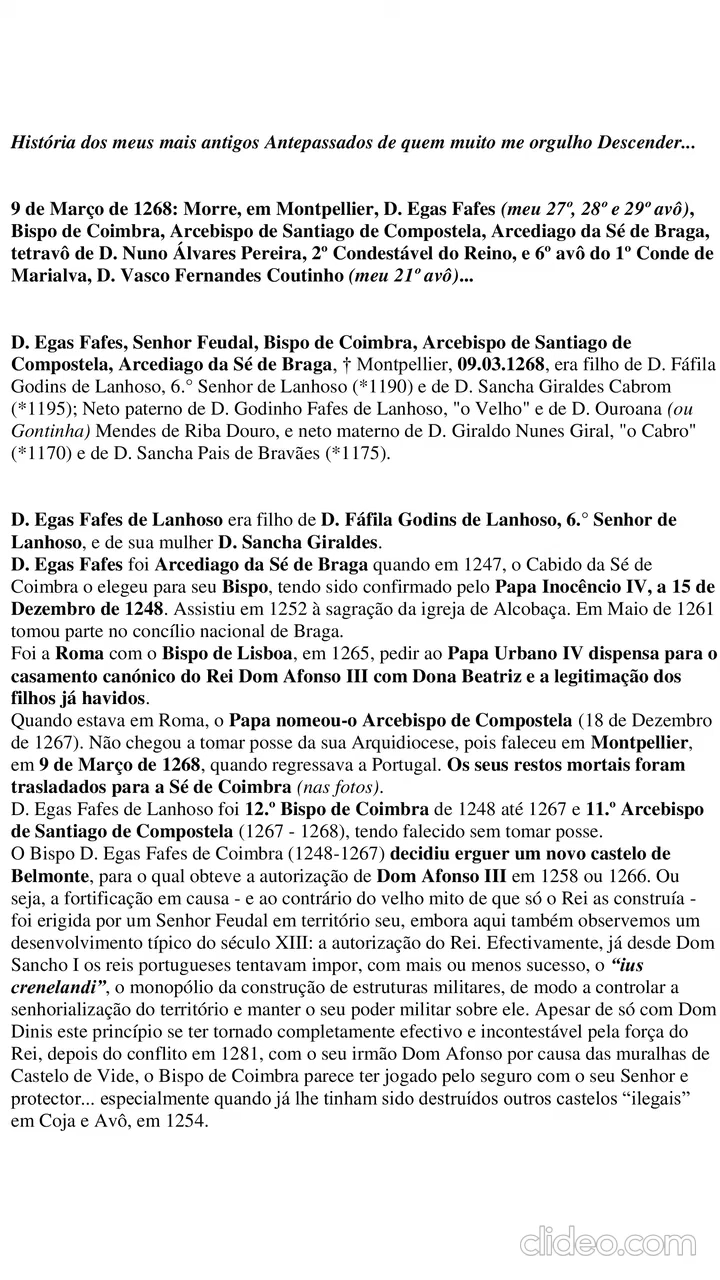 História dos meus mais antigos Antepassados de quem muito me orgulho Descender...
9 de Março de 1268: Morre, em Montpellier, D. Egas Fafes (meu 27º, 28º e 29º avô),
Bispo de Coimbra, Arcebispo de Santiago de Compostela, Arcediago da Sé de Braga,
tetravô de D. Nuno Álvares Pereira, 2º Condestável do Reino, e 6º avô do 1º Conde de
Marialva, D. Vasco Fernandes Coutinho (meu 21º avô)...
D. Egas Fafes, Senhor Feudal, Bispo de Coimbra, Arcebispo de Santiago de
Compostela, Arcediago da Sé de Braga, † Montpellier, 09.03.1268, era filho de D. Fáfila
Godins de Lanhoso, 6.° Senhor de Lanhoso (*1190) e de D. Sancha Giraldes Cabrom
(*1195); Neto paterno de D. Godinho Fafes de Lanhoso, "o Velho" e de D. Ouroana (ou
Gontinha) Mendes de Riba Douro, e neto materno de D. Giraldo Nunes Giral, "o Cabro"
(*1170) e de D. Sancha Pais de Bravães (*1175).
D. Egas Fafes de Lanhoso era filho de D. Fáfila Godins de Lanhoso, 6.° Senhor de
Lanhoso, e de sua mulher D. Sancha Giraldes.
D. Egas Fafes foi Arcediago da Sé de Braga quando em 1247, o Cabido da Sé de
Coimbra o elegeu para seu Bispo, tendo sido confirmado pelo Papa Inocêncio IV, a 15 de
Dezembro de 1248. Assistiu em 1252 à sagração da igreja de Alcobaça. Em Maio de 1261
tomou parte no concílio nacional de Braga.
Foi a Roma com o Bispo de Lisboa, em 1265, pedir ao Papa Urbano IV dispensa para o
casamento canónico do Rei Dom Afonso III com Dona Beatriz e a legitimação dos
filhos já havidos.
Quando estava em Roma, o Papa nomeou-o Arcebispo de Compostela (18 de Dezembro
de 1267). Não chegou a tomar posse da sua Arquidiocese, pois faleceu em Montpellier,
em 9 de Março de 1268, quando regressava a Portugal. Os seus restos mortais foram
trasladados para a Sé de Coimbra (nas fotos).
D. Egas Fafes de Lanhoso foi 12.º Bispo de Coimbra de 1248 até 1267 e 11.º Arcebispo
de Santiago de Compostela (1267 - 1268), tendo falecido sem tomar posse.
O Bispo D. Egas Fafes de Coimbra (1248-1267) decidiu erguer um novo castelo de
Belmonte, para o qual obteve a autorização de Dom Afonso III em 1258 ou 1266. Ou
seja, a fortificação em causa - e ao contrário do velho mito de que só o Rei as construía -
foi erigida por um Senhor Feudal em território seu, embora aqui também observemos um
desenvolvimento típico do século XIII: a autorização do Rei. Efectivamente, já desde Dom
Sancho I os reis portugueses tentavam impor, com mais ou menos sucesso, o “ius
crenelandi”, o monopólio da construção de estruturas militares, de modo a controlar a
senhorialização do território e manter o seu poder militar sobre ele. Apesar de só com Dom
Dinis este princípio se ter tornado completamente efectivo e incontestável pela força do
Rei, depois do conflito em 1281, com o seu irmão Dom Afonso por causa das muralhas de
Castelo de Vide, o Bispo de Coimbra parece ter jogado pelo seguro com o seu Senhor e
protector... especialmente quando já lhe tinham sido destruídos outros castelos “ilegais”
em Coja e Avô, em 1254.
clideo.com